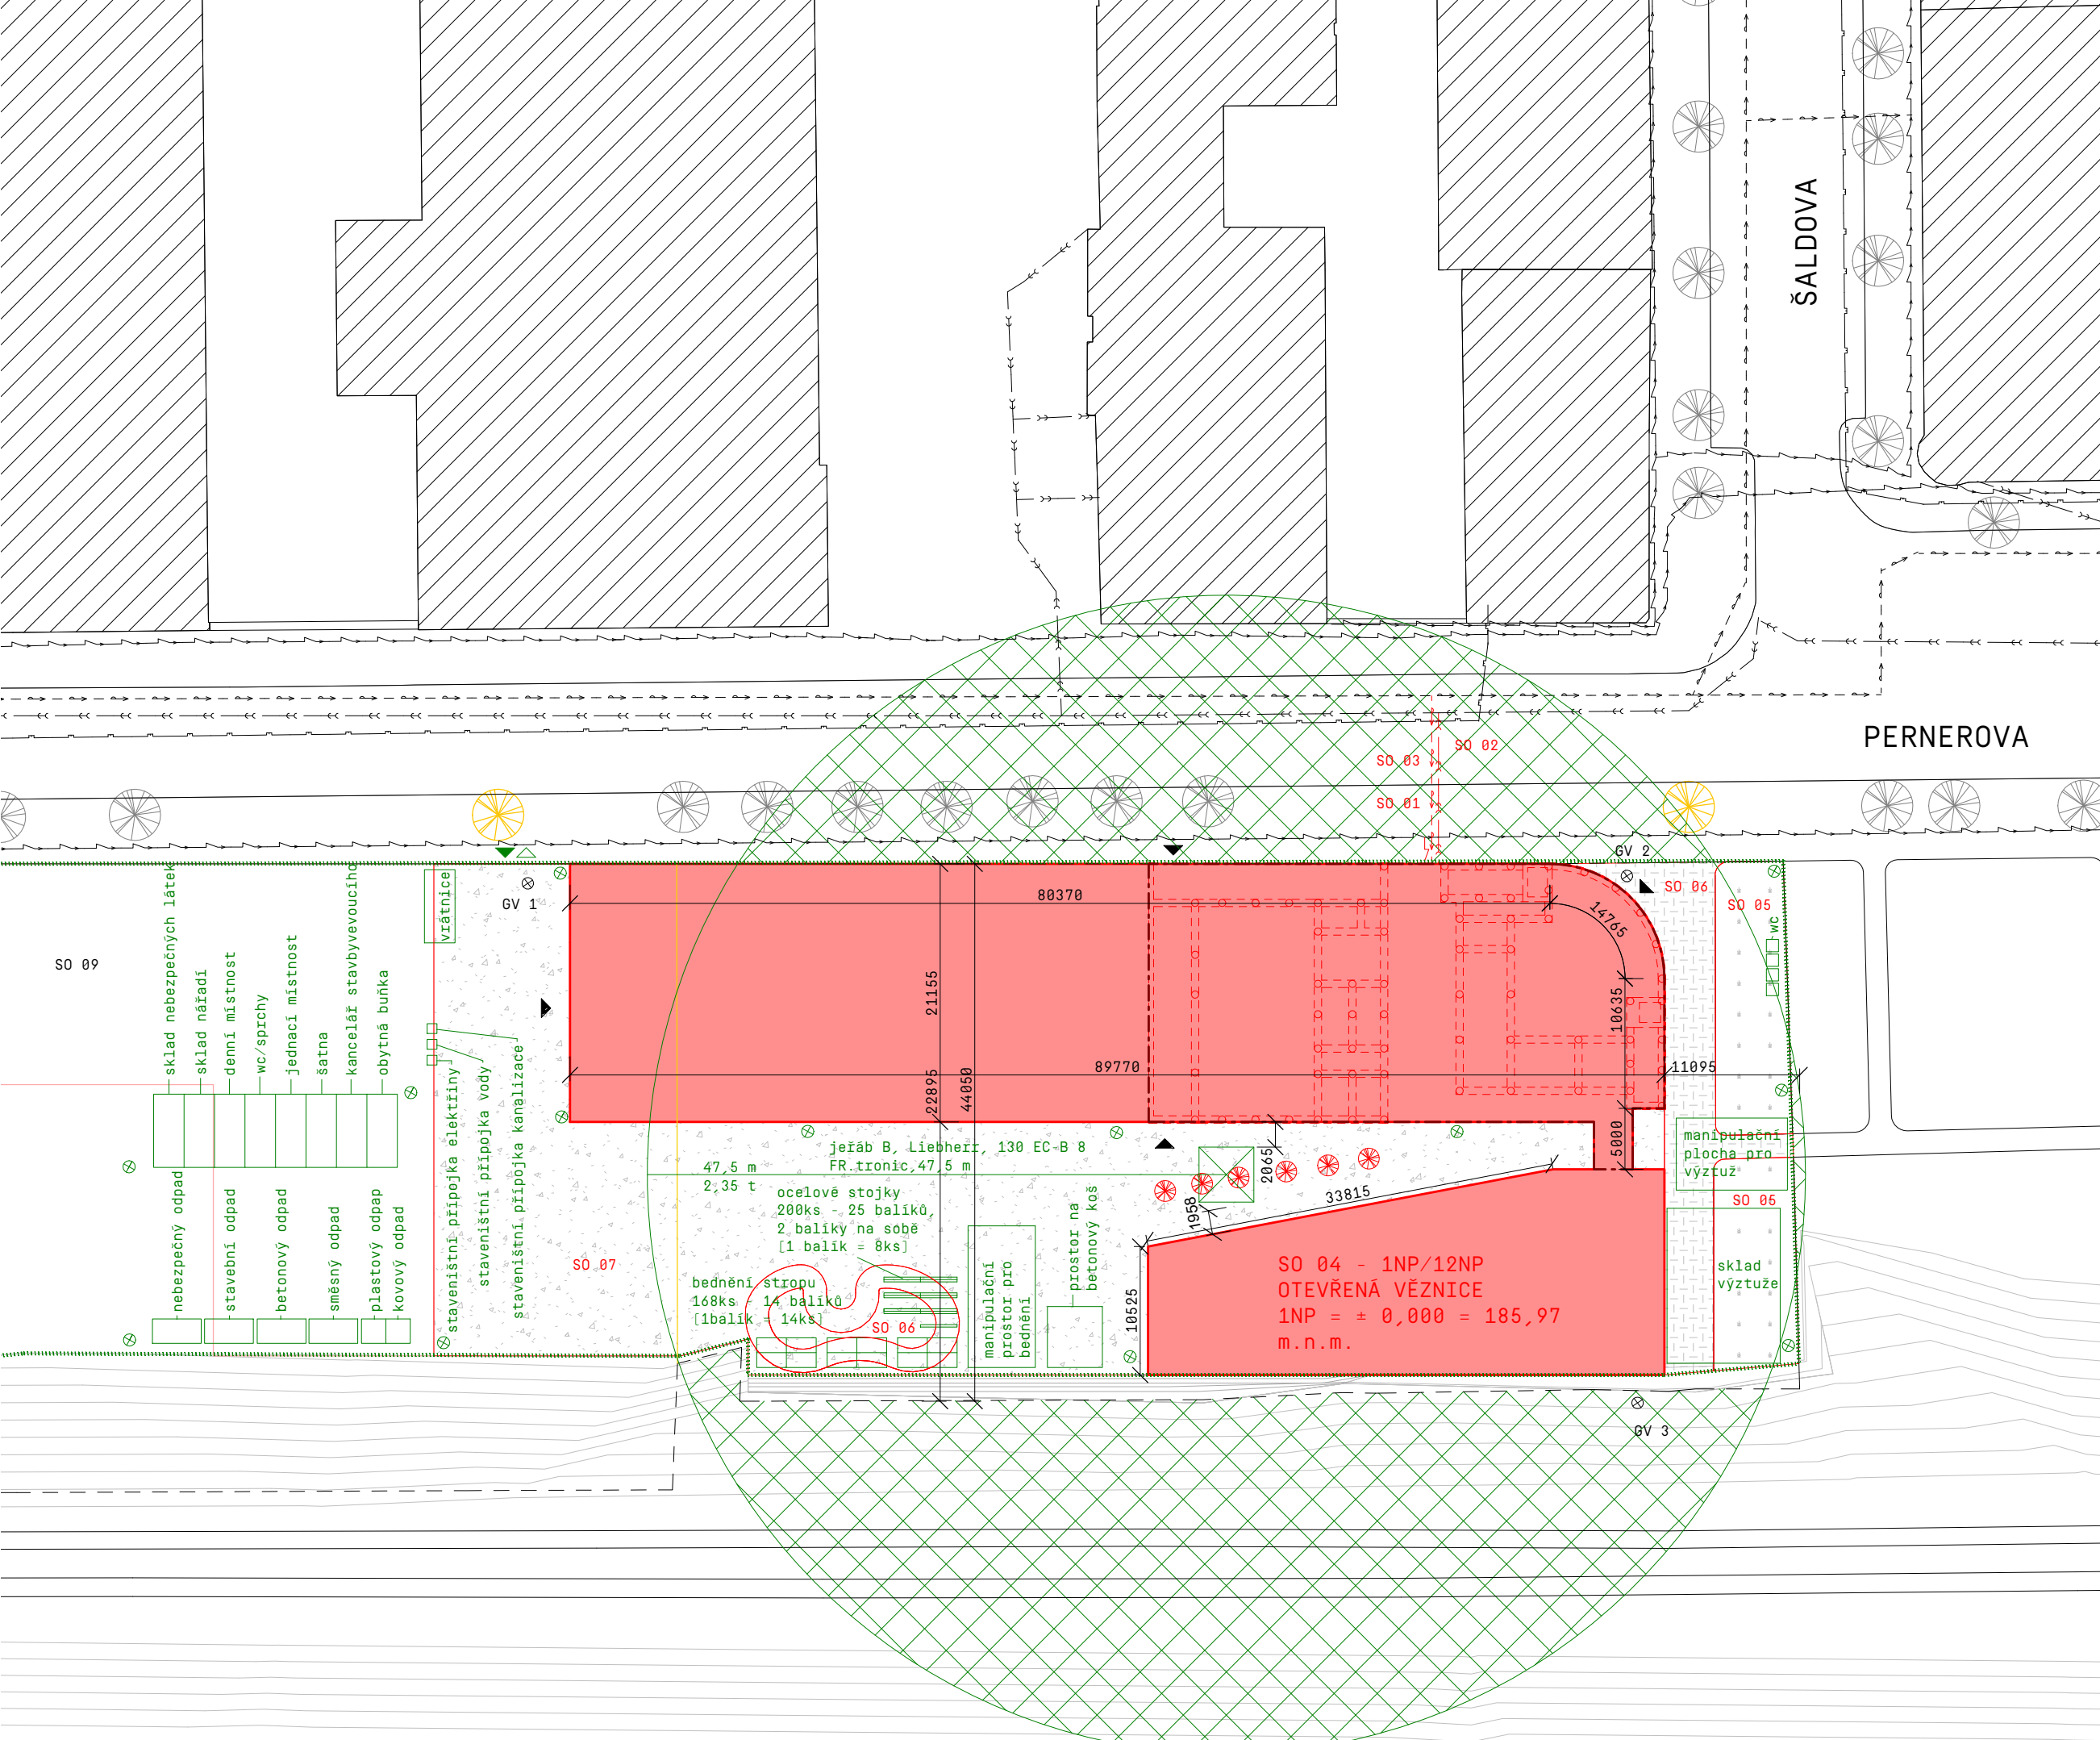 ŠALDOVA
PERNEROVA
SO 02
SO 03
SO 01
GV 2
SO 06
SO 05
wc
GV 1
vrátnice
SO 09
80370
14765
21155
10635
89770
11095
22895
44050
5000
sklad nebezpečných látek
sklad nářadí
denní místnost
wc/sprchy
jednací místnost
šatna
kancelář stavbyvevoucího
obytná buňka
staveništní přípojka elektřiny
staveništní přípojka vody
staveništní přípojka kanalizace
nebezpečný odpad
stavební odpad
betonový odpad
směsný odpad
plastový odpap
kovový odpad
SO 07
jeřáb B, Liebherr, 130 EC-B 8
FR.tronic,47,5 m
47,5 m
2,35 t
ocelové stojky
200ks - 25 balíků,
2 balíky na sobě
[1 balík = 8ks]
bednění stropu
168ks - 14 balíků
[1balík = 14ks]
SO 06
manipulační
prostor pro
bednění
prostor na
betonový koš
2065
1958
33815
10525
SO 04 - 1NP/12NP
OTEVŘENÁ VĚZNICE
1NP = ± 0,000 = 185,97
m.n.m.
manipulační
plocha pro
výztuž
SO 05
sklad
výztuže
GV 3